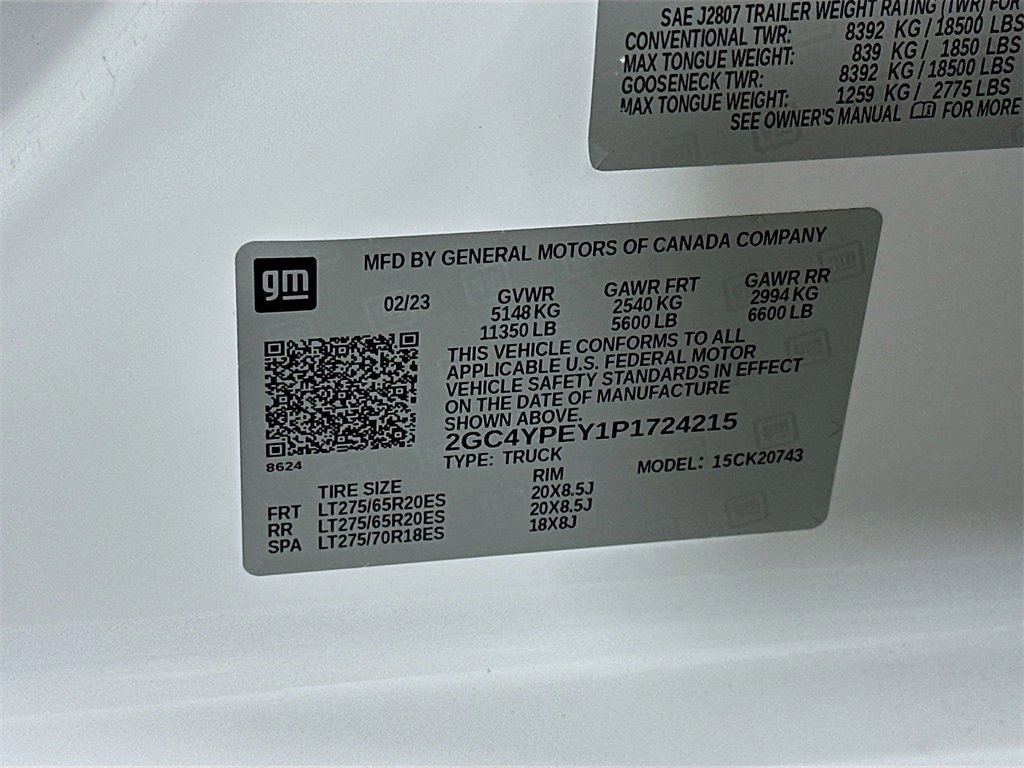 SAE J2807 TRAILER WEIGHT RATING (TWR) FOR
CONVENTIONAL TWR: 8392 KG / 18500 LBS
MAX TONGUE WEIGHT: 839 KG / 1850 LBS
GOOSENECK TWR: 8392 KG / 18500 LBS
MAX TONGUE WEIGHT: 1259 KG / 2775 LBS
SEE OWNER'S MANUAL FOR MORE
gm
MFD BY GENERAL MOTORS OF CANADA COMPANY
02/23 GVWR GAWR FRT GAWR RR
5148 KG 2540 KG 2994 KG
11350 LB 5600 LB 6600 LB
THIS VEHICLE CONFORMS TO ALL
APPLICABLE U.S. FEDERAL MOTOR
VEHICLE SAFETY STANDARDS IN EFFECT
ON THE DATE OF MANUFACTURE
SHOWN ABOVE.
2GC4YPEY1P1724215
8624
TYPE: TRUCK MODEL: 15CK20743
TIRE SIZE RIM
FRT LT275/65R20ES 20X8.5J
RR LT275/65R20ES 20X8.5J
SPA LT275/70R18ES 18X8J